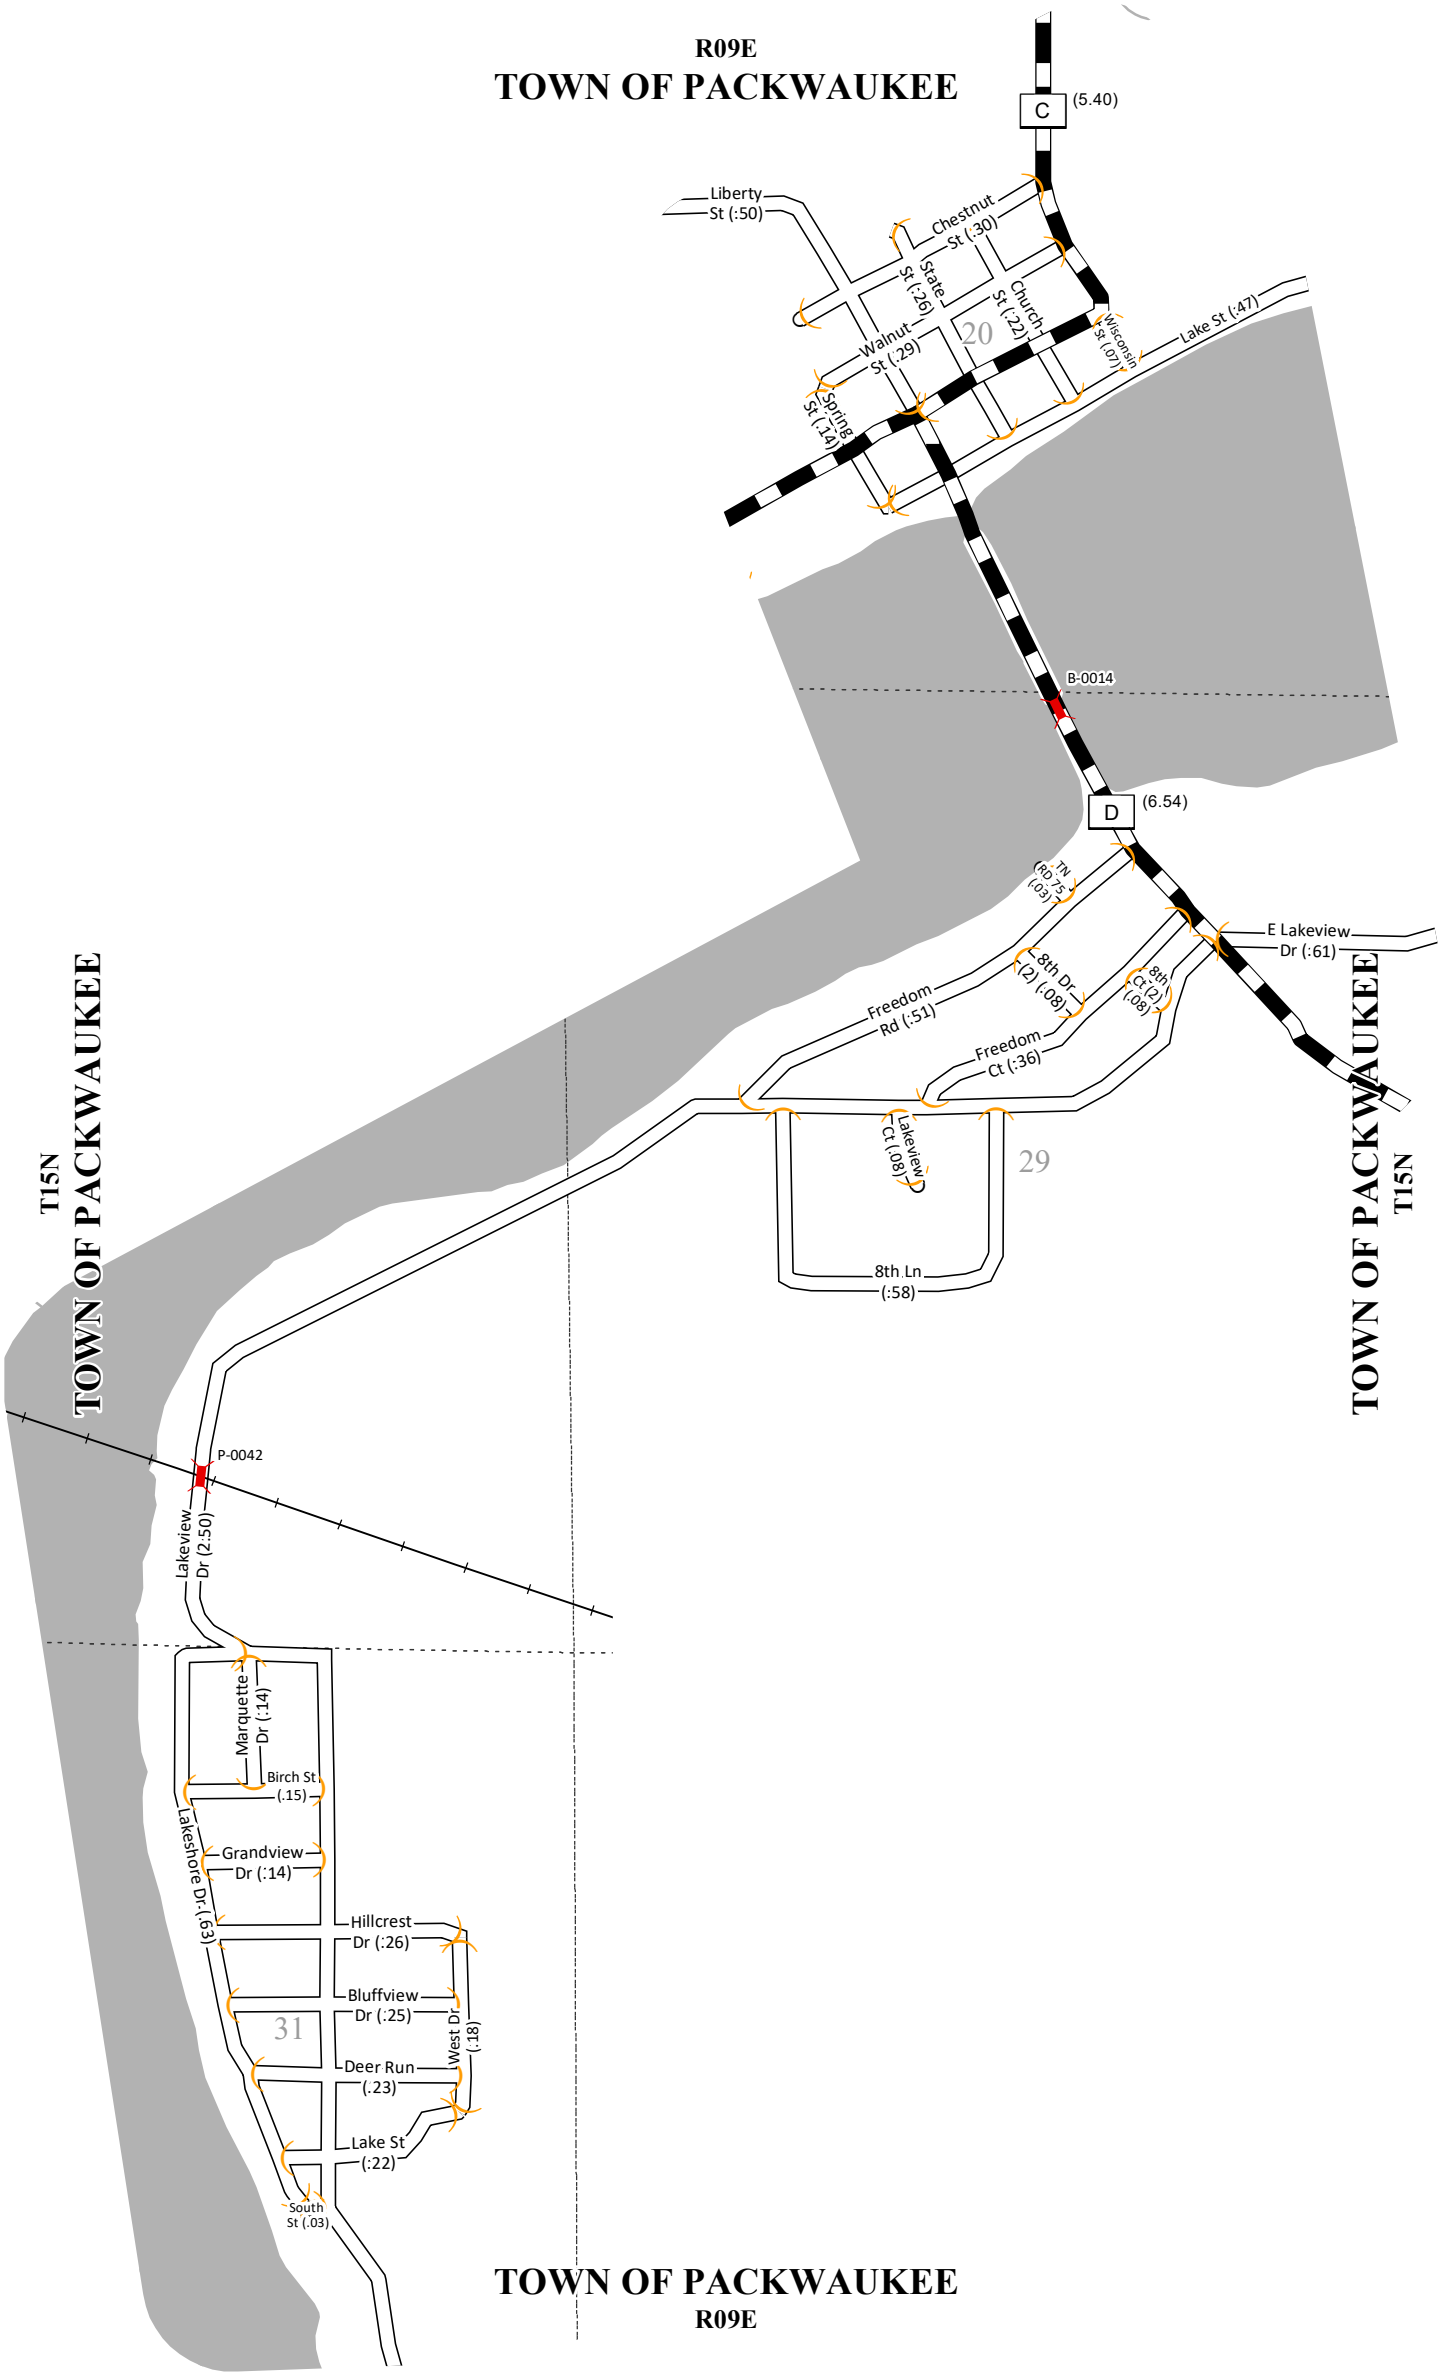 R09E
TOWN OF PACKWAUKEE
C
(5.40)
Liberty
St (.50)
Chestnut
St (.30)
State
St (.26)
Church
St (.22)
20
Walnut
St (.29)
Wisconsin
St (.07)
Lake St (.47)
Spring
St (.14)
B-0014
D
(6.54)
TN
RD 75
(.03)
E Lakeview
Dr (.61)
8th Dr
(2) (.08)
8th
Ct (2)
(.08)
Freedom
Rd (.51)
Freedom
Ct (.36)
Lakeview
Ct (.08)
29
8th Ln
(.58)
T15N
TOWN OF PACKWAUKEE
TOWN OF PACKWAUKEE
T15N
P-0042
Lakeview
Dr (2.50)
Marquette
Dr (.14)
Birch St
(.15)
Lakeshore Dr (.63)
Grandview
Dr (.14)
Hillcrest
Dr (.26)
Bluffview
Dr (.25)
31
West Dr
(.18)
Deer Run
(.23)
Lake St
(.22)
South
St (.03)
TOWN OF PACKWAUKEE
R09E